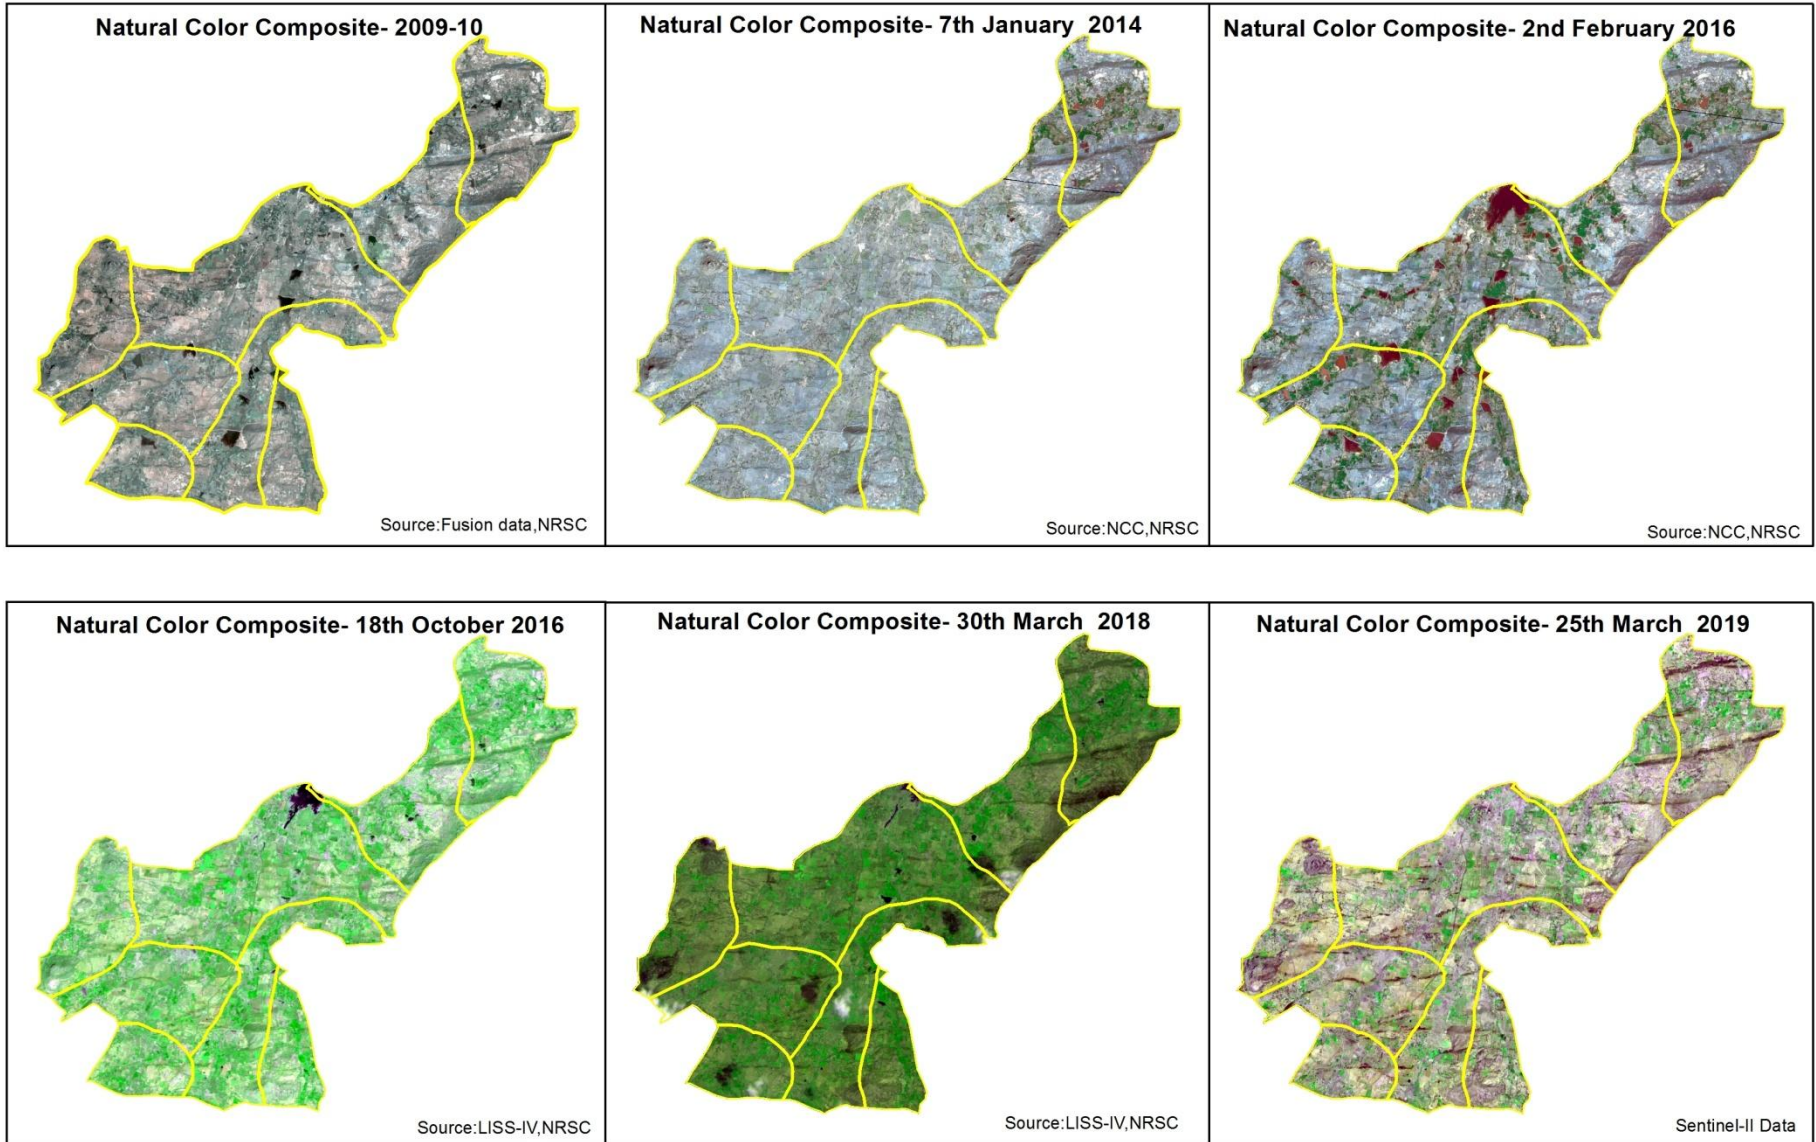 Natural Color Composite- 2009-10
Source:Fusion data,NRSC
Natural Color Composite- 7th January 2014
Source:NCC,NRSC
Natural Color Composite- 2nd February 2016
Source:NCC,NRSC
Natural Color Composite- 18th October 2016
Source:LISS-IV,NRSC
Natural Color Composite- 30th March 2018
Source:LISS-IV,NRSC
Natural Color Composite- 25th March 2019
Sentinel-II Data